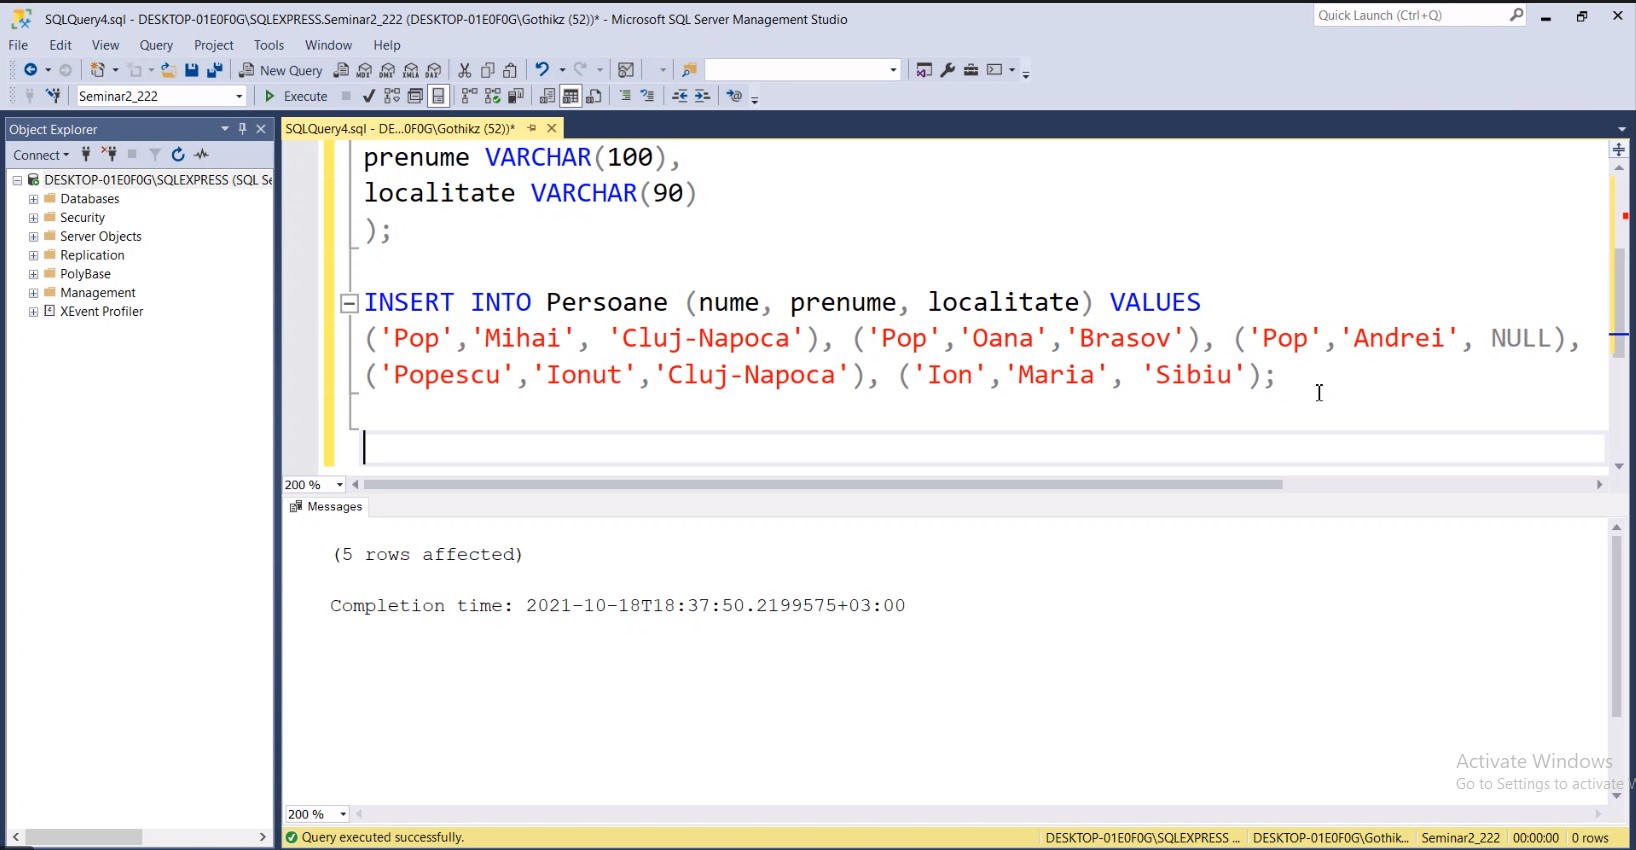 SQLQuery4.sql - DESKTOP-01E0F0G\SQLEXPRESS.Seminar2_222 (DESKTOP-01E0F0G\Gothikz (52))* - Microsoft SQL Server Management Studio
Quick Launch (Ctrl+Q)
File Edit View Query Project Tools Window Help
New Query
MDX DMX XMLA DAX
Seminar2_222
Execute
Object Explorer
SQLQuery4.sql - DE...0F0G\Gothikz (52))*
Connect
DESKTOP-01E0F0G\SQLEXPRESS (SQL Se
Databases
Security
Server Objects
Replication
PolyBase
Management
XEvent Profiler
prenume VARCHAR(100),
localitate VARCHAR(90)
);
INSERT INTO Persoane (nume, prenume, localitate) VALUES
('Pop','Mihai', 'Cluj-Napoca'), ('Pop','Oana','Brasov'), ('Pop','Andrei', NULL),
('Popescu','Ionut','Cluj-Napoca'), ('Ion','Maria', 'Sibiu');
200 %
Messages
(5 rows affected)
Completion time: 2021-10-18T18:37:50.2199575+03:00
Activate Windows
Go to Settings to activate W
200 %
Query executed successfully.
DESKTOP-01E0F0G\SQLEXPRESS ... DESKTOP-01E0F0G\Gothik... Seminar2_222 00:00:00 0 rows